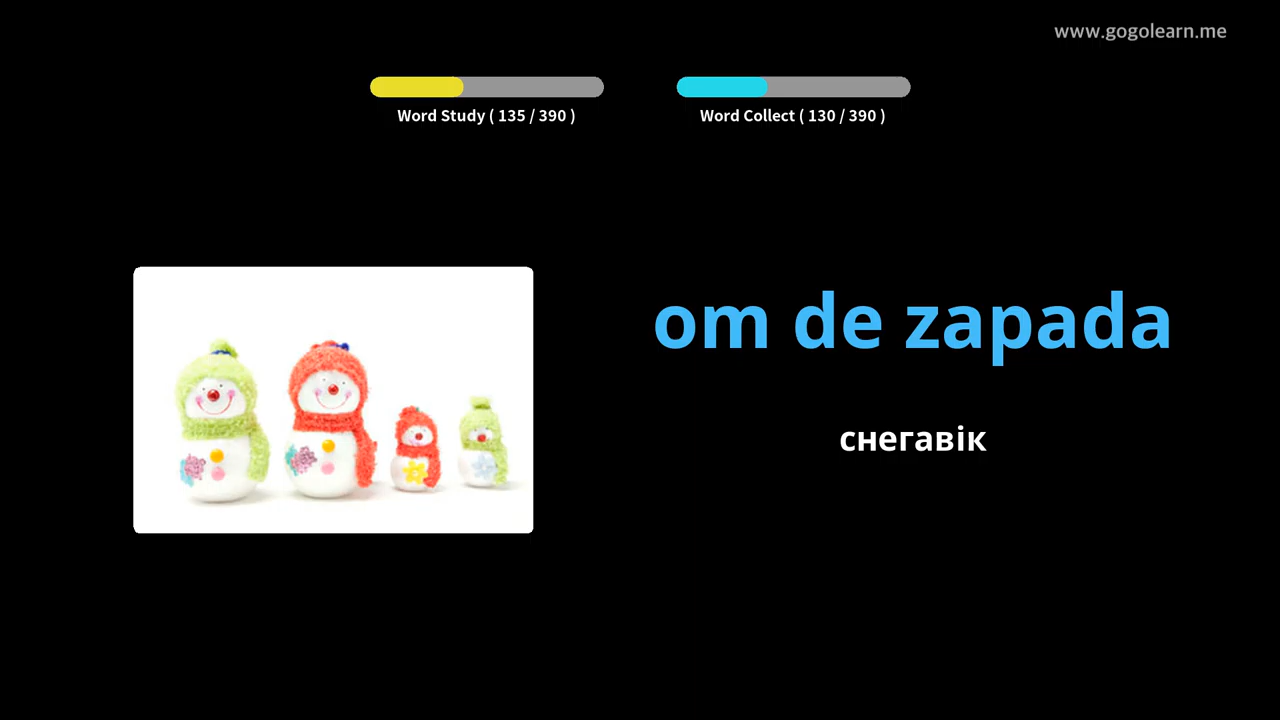 www.gogolearn.me
Word Study ( 135 / 390 )
Word Collect ( 130 / 390 )
om de zapada
снегавік